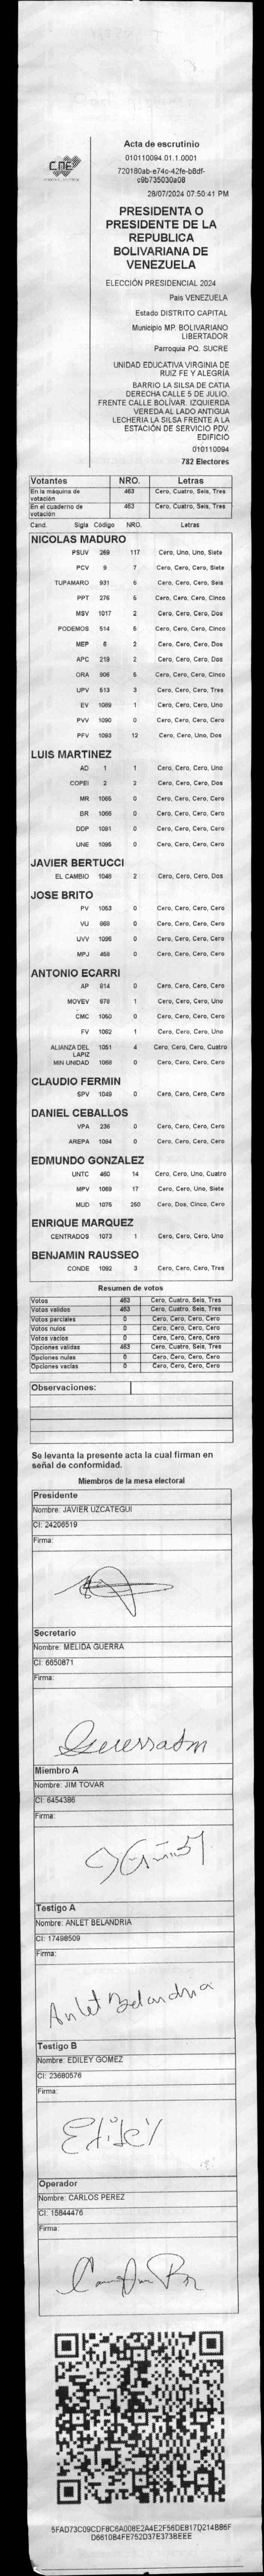 CNE
Acta de escrutinio
010110094.01.1.0001
720180ab-e74c-42fe-b8df-
c9b735030a08
28/07/2024 07:50:41 PM
PRESIDENTA O
PRESIDENTE DE LA
REPUBLICA
BOLIVARIANA DE
VENEZUELA
ELECCIÓN PRESIDENCIAL 2024
Pais VENEZUELA
Estado DISTRITO CAPITAL
Municipio MP. BOLIVARIANO
LIBERTADOR
Parroquia PQ. SUCRE
UNIDAD EDUCATIVA VIRGINIA DE
RUIZ FE Y ALEGRÍA
BARRIO LA SILSA DE CATIA
DERECHA CALLE 5 DE JULIO.
FRENTE CALLE BOLÍVAR. IZQUIERDA
VEREDA AL LADO ANTIGUA
LECHERIA LA SILSA FRENTE A LA
ESTACIÓN DE SERVICIO PDV.
EDIFICIO
010110094
782 Electores
Votantes NRO. Letras
En la máquina de votación 463 Cero, Cuatro, Seis, Tres
En el cuaderno de votación 463 Cero, Cuatro, Seis, Tres
Cand. Sigla Código NRO. Letras
NICOLAS MADURO
PSUV 269 117 Cero, Uno, Uno, Siete
PCV 9 7 Cero, Cero, Cero, Siete
TUPAMARO 931 6 Cero, Cero, Cero, Seis
PPT 276 5 Cero, Cero, Cero, Cinco
MSV 1017 2 Cero, Cero, Cero, Dos
PODEMOS 514 5 Cero, Cero, Cero, Cinco
MEP 6 2 Cero, Cero, Cero, Dos
APC 219 2 Cero, Cero, Cero, Dos
ORA 906 5 Cero, Cero, Cero, Cinco
UPV 513 3 Cero, Cero, Cero, Tres
EV 1089 1 Cero, Cero, Cero, Uno
PVV 1090 0 Cero, Cero, Cero, Cero
PFV 1093 12 Cero, Cero, Uno, Dos
LUIS MARTINEZ
AD 1 1 Cero, Cero, Cero, Uno
COPEI 2 2 Cero, Cero, Cero, Dos
MR 1065 0 Cero, Cero, Cero, Cero
BR 1066 0 Cero, Cero, Cero, Cero
DDP 1091 0 Cero, Cero, Cero, Cero
UNE 1095 0 Cero, Cero, Cero, Cero
JAVIER BERTUCCI
EL CAMBIO 1048 2 Cero, Cero, Cero, Dos
JOSE BRITO
PV 1053 0 Cero, Cero, Cero, Cero
VU 968 0 Cero, Cero, Cero, Cero
UVV 1096 0 Cero, Cero, Cero, Cero
MPJ 458 0 Cero, Cero, Cero, Cero
ANTONIO ECARRI
AP 814 0 Cero, Cero, Cero, Cero
MOVEV 878 1 Cero, Cero, Cero, Uno
CMC 1050 0 Cero, Cero, Cero, Cero
FV 1062 1 Cero, Cero, Cero, Uno
ALIANZA DEL LAPIZ 1051 4 Cero, Cero, Cero, Cuatro
MIN UNIDAD 1068 0 Cero, Cero, Cero, Cero
CLAUDIO FERMIN
SPV 1049 0 Cero, Cero, Cero, Cero
DANIEL CEBALLOS
VPA 236 0 Cero, Cero, Cero, Cero
AREPA 1094 0 Cero, Cero, Cero, Cero
EDMUNDO GONZALEZ
UNTC 460 14 Cero, Cero, Uno, Cuatro
MPV 1069 17 Cero, Cero, Uno, Siete
MUD 1075 250 Cero, Dos, Cinco, Cero
ENRIQUE MARQUEZ
CENTRADOS 1073 1 Cero, Cero, Cero, Uno
BENJAMIN RAUSSEO
CONDE 1092 3 Cero, Cero, Cero, Tres
Resumen de votos
Votos 463 Cero, Cuatro, Seis, Tres
Votos validos 463 Cero, Cuatro, Seis, Tres
Votos parciales 0 Cero, Cero, Cero, Cero
Votos nulos 0 Cero, Cero, Cero, Cero
Votos vacios 0 Cero, Cero, Cero, Cero
Opciones validas 463 Cero, Cuatro, Seis, Tres
Opciones nulas 0 Cero, Cero, Cero, Cero
Opciones vacias 0 Cero, Cero, Cero, Cero
Observaciones:
Se levanta la presente acta la cual firman en
señal de conformidad.
Miembros de la mesa electoral
Presidente
Nombre: JAVIER UZCATEGUI
CI: 24206519
Firma:
Secretario
Nombre: MELIDA GUERRA
CI: 6650871
Firma:
Miembro A
Nombre: JIM TOVAR
CI: 6454386
Firma:
Testigo A
Nombre: ANLET BELANDRIA
CI: 17498509
Firma:
Anlet Belandria
Testigo B
Nombre: EDILEY GOMEZ
CI: 23680576
Firma:
Operador
Nombre: CARLOS PEREZ
CI: 15844476
Firma:
5FAD73C09CDF8C6A008E2A4E2F56DE817D214B86F
D6610B4FE752D37E373BEEE